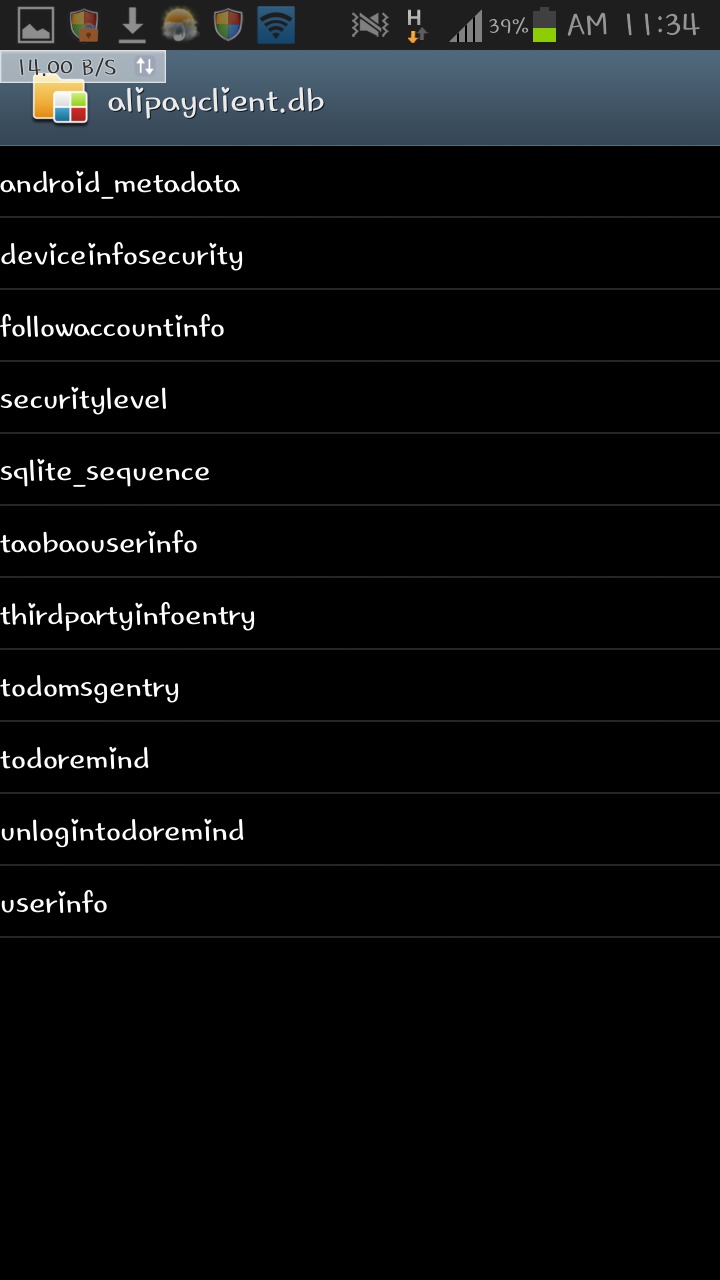 H
39%
AM 11:34
14.00 B/S
alipayclient.db
android_metadata
deviceinfosecurity
followaccountinfo
securitylevel
sqlite_sequence
taobaouserinfo
thirdpartyinfoentry
todomsgentry
todoremind
unlogintodoremind
userinfo